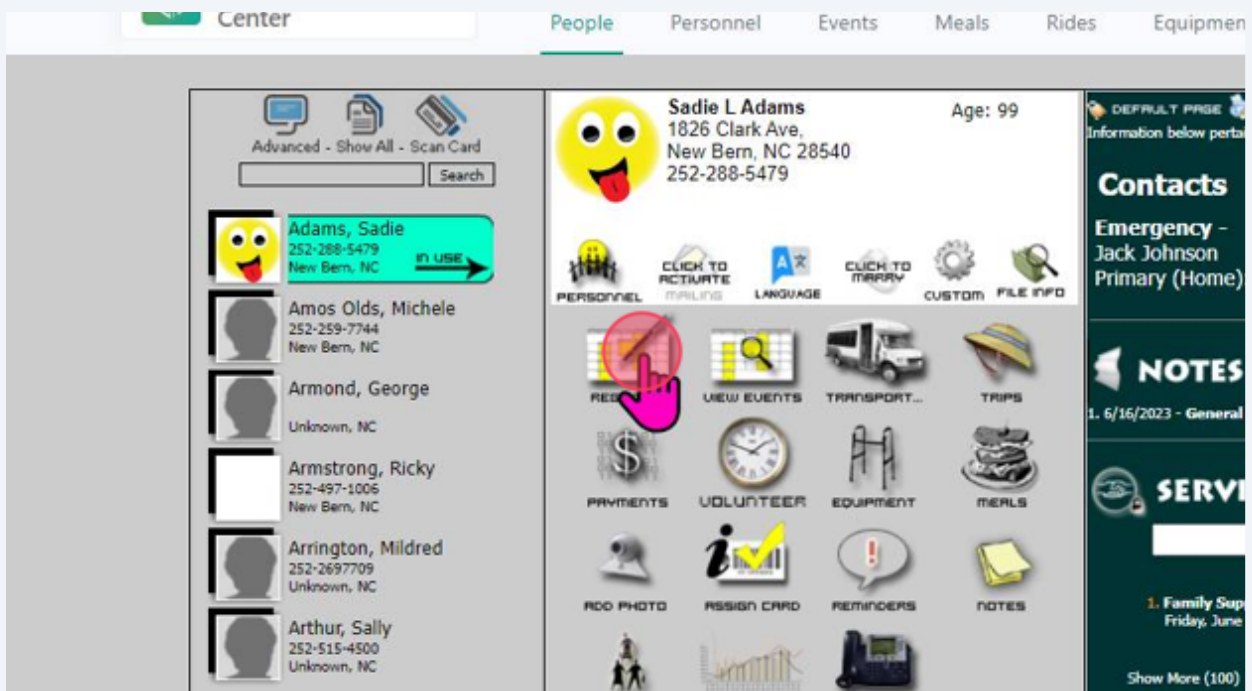 Center
People Personnel Events Meals Rides Equipmen
Advanced - Show All - Scan Card
Search
Adams, Sadie
252-288-5479
New Bern, NC
IN USE
Amos Olds, Michele
252-259-7744
New Bern, NC
Armond, George
Unknown, NC
Armstrong, Ricky
252-497-1006
New Bern, NC
Arrington, Mildred
252-2697709
Unknown, NC
Arthur, Sally
252-515-4500
Unknown, NC
Sadie L Adams
Age: 99
1826 Clark Ave,
New Bern, NC 28540
252-288-5479
PERSONNEL
CLICK TO
ACTIVATE
MAILING
LANGUAGE
CLICK TO
MARRY
CUSTOM
FILE INFO
REG
VIEW EVENTS
TRANSPORT...
TRIPS
PAYMENTS
VOLUNTEER
EQUIPMENT
MEALS
ADD PHOTO
ASSIGN CARD
REMINDERS
NOTES
DEFAULT PAGE
Information below pertai
Contacts
Emergency -
Jack Johnson
Primary (Home)
NOTES
1. 6/16/2023 - General
SERVI
1. Family Sup
Friday, June
Show More (100)